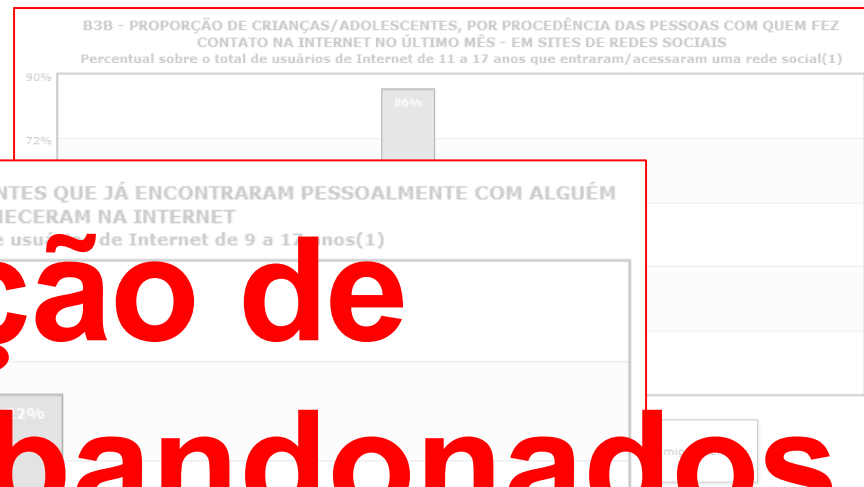 B3B - PROPORÇÃO DE CRIANÇAS/ADOLESCENTES, POR PROCEDÊNCIA DAS PESSOAS COM QUEM FEZ
CONTATO NA INTERNET NO ÚLTIMO MÊS - EM SITES DE REDES SOCIAIS
Percentual sobre o total de usuários de Internet de 11 a 17 anos que entraram/acessaram uma rede social(1)
90%
86%
72%
NTES QUE JÁ ENCONTRARAM PESSOALMENTE COM ALGUÉM
HECERAM NA INTERNET
e usuários de Internet de 9 a 17 anos(1)
ção de
2%
bandonados